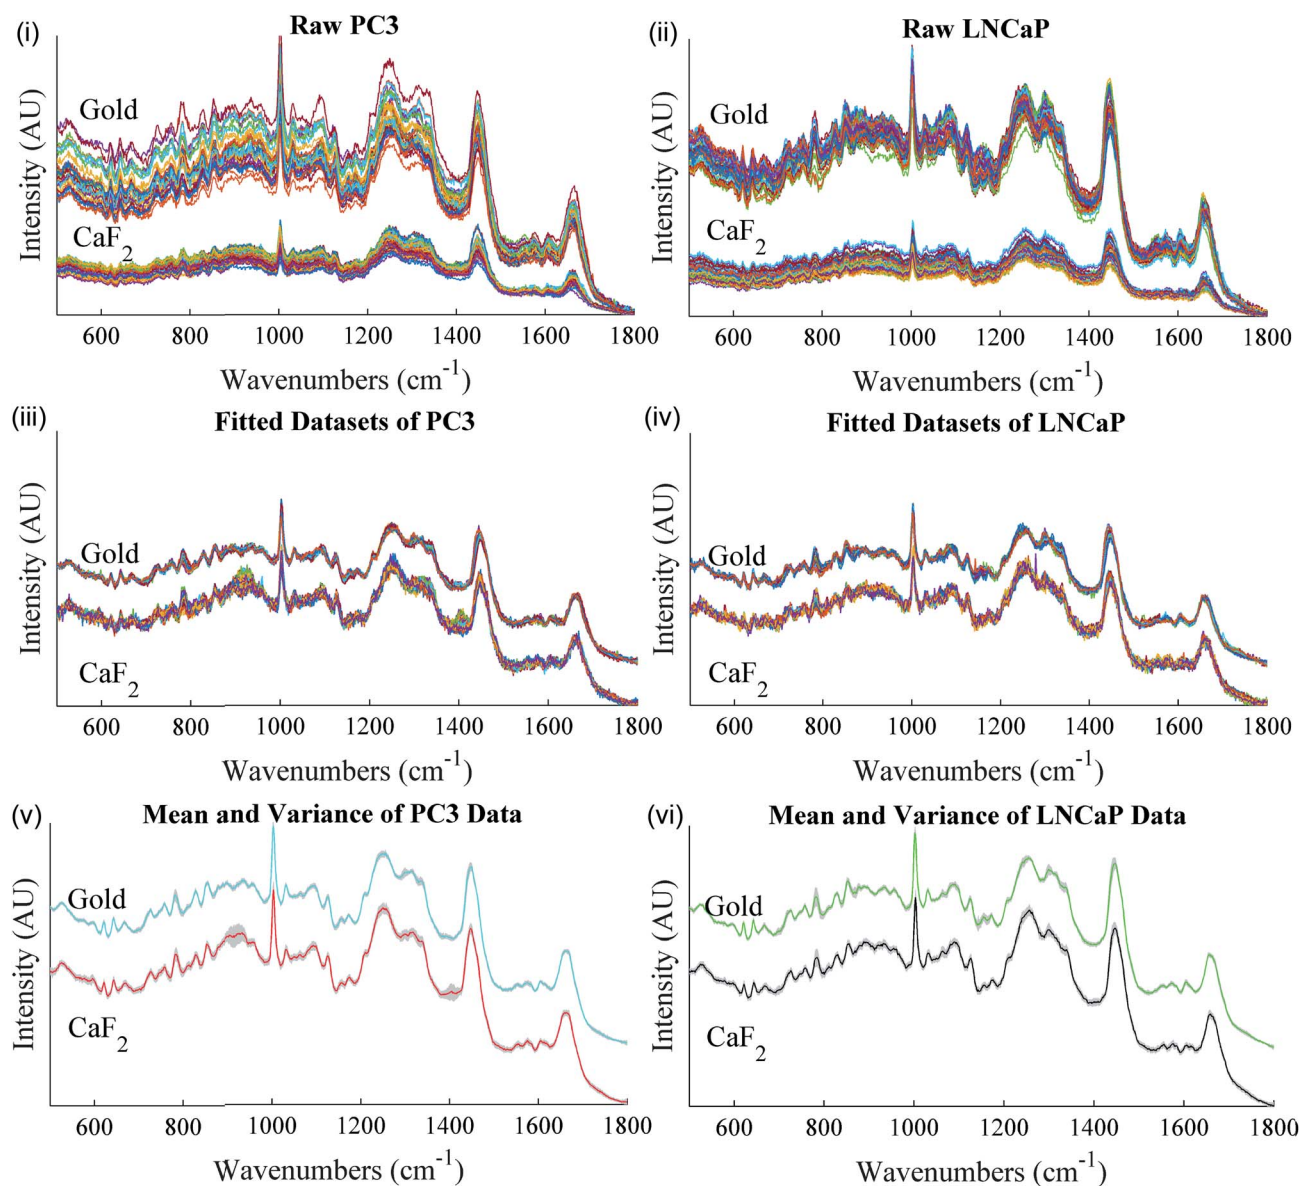 (i) Raw PC3
Gold
CaF2
Intensity (AU)
600 800 1000 1200 1400 1600 1800
Wavenumbers (cm-1)
(ii) Raw LNCaP
Gold
CaF2
Intensity (AU)
600 800 1000 1200 1400 1600 1800
Wavenumbers (cm-1)
(iii) Fitted Datasets of PC3
Gold
CaF2
Intensity (AU)
600 800 1000 1200 1400 1600 1800
Wavenumbers (cm-1)
(iv) Fitted Datasets of LNCaP
Gold
CaF2
Intensity (AU)
600 800 1000 1200 1400 1600 1800
Wavenumbers (cm-1)
(v) Mean and Variance of PC3 Data
Gold
CaF2
Intensity (AU)
600 800 1000 1200 1400 1600 1800
Wavenumbers (cm-1)
(vi) Mean and Variance of LNCaP Data
Gold
CaF2
Intensity (AU)
600 800 1000 1200 1400 1600 1800
Wavenumbers (cm-1)